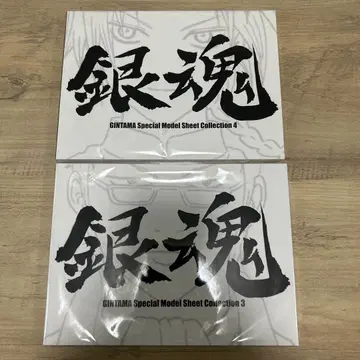 銀魂
GINTAMA Special Model Sheet Collection 4
銀魂
GINTAMA Special Model Sheet Collection 3